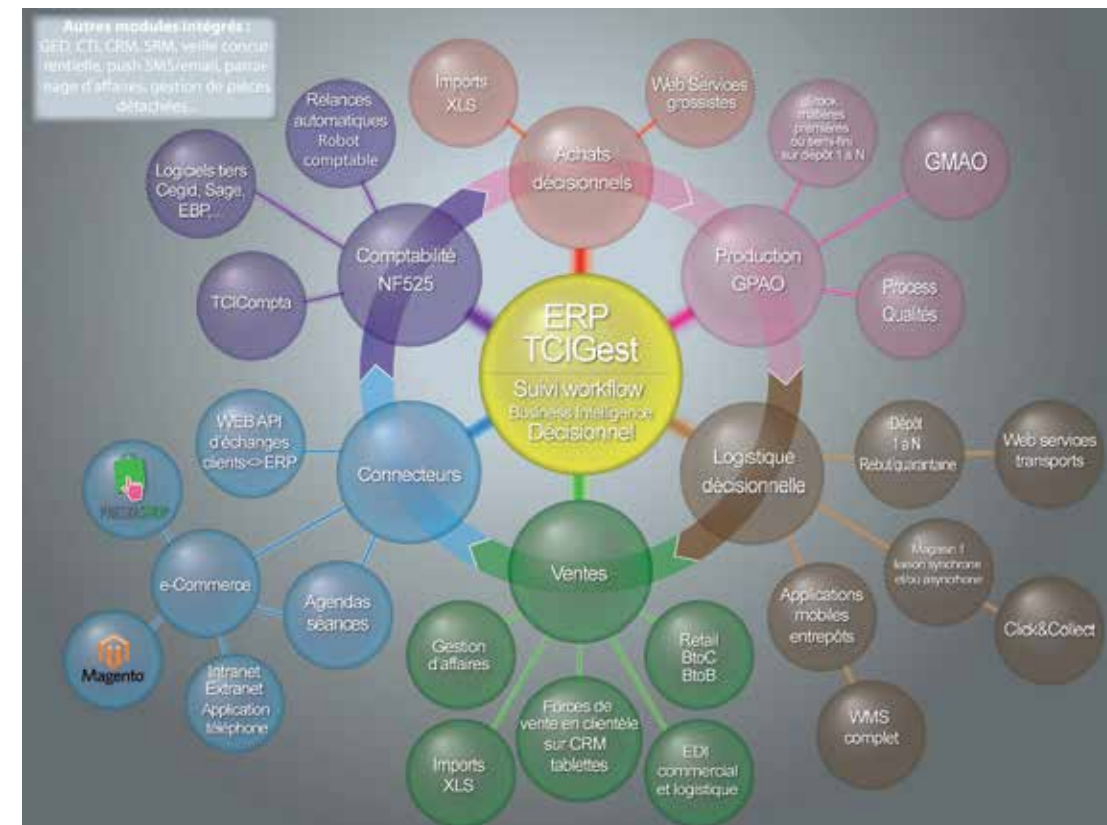 Autres modules intégrés :
GED, CTI, CRM, SRM, veille concur-
rentielle, push SMS/email, parrai-
nage d'affaires, gestion de pièces
détachées...
Imports
XLS
Web Services
grossistes
Achats
décisionnels
Relances
automatiques
Robot
comptable
Logiciels tiers
Cegid, Sage,
EBP,...
TCICompta
Comptabilité
NF525
Stock
matières
premières
ou semi-fini
sur dépôt 1 à N
GMAO
Production
GPAO
Process
Qualités
ERP
TCIGest
Suivi workflow
Business Intelligence
Décisionnel
WEB API
d'échanges
clients<>ERP
Connecteurs
PRESTASHOP
e-Commerce
Agendas
séances
Magento
Intranet
Extranet
Application
téléphone
Logistique
décisionnelle
Dépôt
1 à N
Rebut/quarantaine
Web services
transports
Magasin 1
liaison synchrone
et/ou asynchrone
Click&Collect
Applications
mobiles
entrepôts
WMS
complet
Ventes
Gestion
d'affaires
Retail
BtoC
BtoB
Imports
XLS
Forces de
vente en clientèle
sur CRM
tablettes
EDI
commercial
et logistique